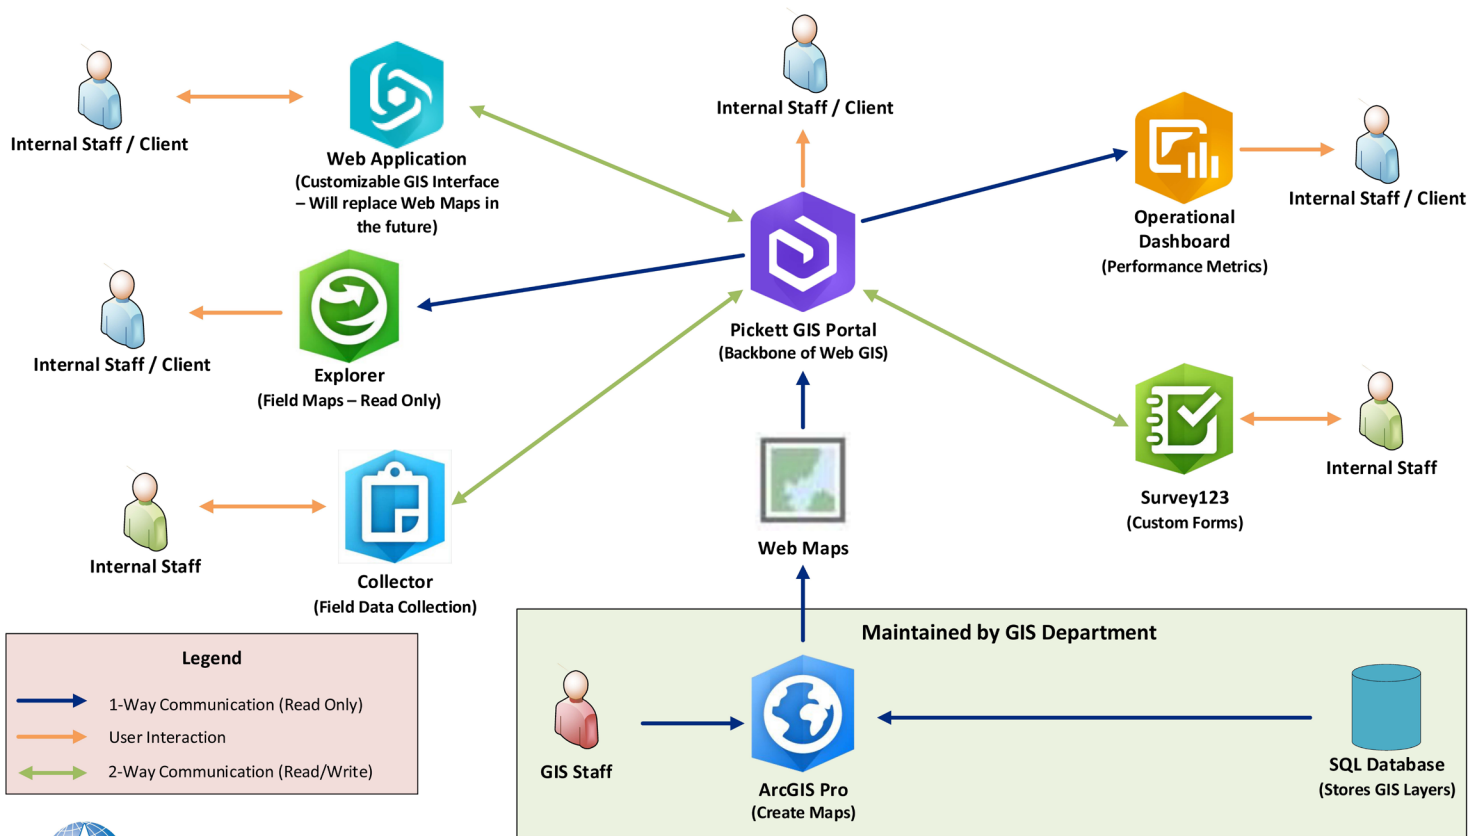 Internal Staff / Client
Web Application
(Customizable GIS Interface
– Will replace Web Maps in
the future)
Internal Staff / Client
Operational
Dashboard
(Performance Metrics)
Internal Staff / Client
Internal Staff / Client
Explorer
(Field Maps – Read Only)
Pickett GIS Portal
(Backbone of Web GIS)
Internal Staff
Collector
(Field Data Collection)
Web Maps
Survey123
(Custom Forms)
Internal Staff
Legend
1-Way Communication (Read Only)
User Interaction
2-Way Communication (Read/Write)
Maintained by GIS Department
GIS Staff
ArcGIS Pro
(Create Maps)
SQL Database
(Stores GIS Layers)